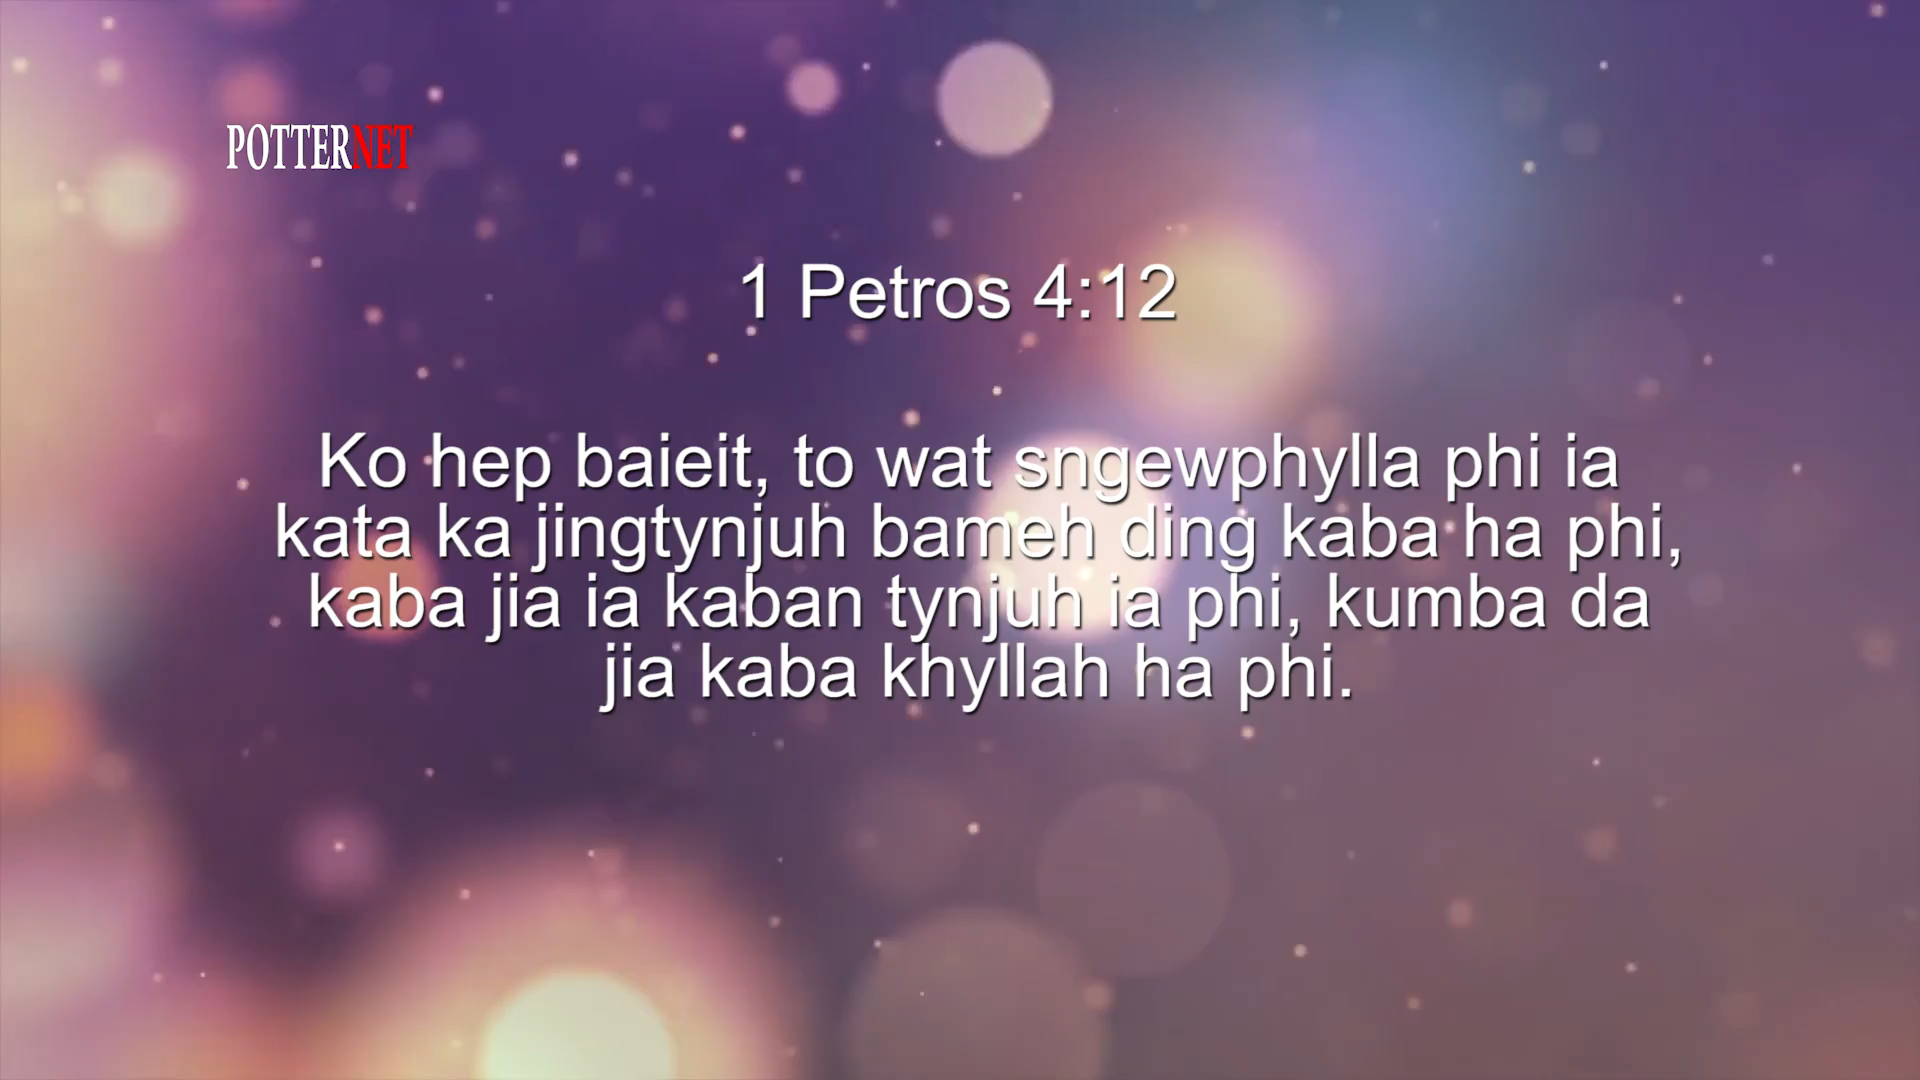 POTTERNET
1 Petros 4:12
Ko hep baieit, to wat sngewphylla phi ia
kata ka jingtynjuh bameh ding kaba ha phi,
kaba jia ia kaban tynjuh ia phi, kumba da
jia kaba khyllah ha phi.